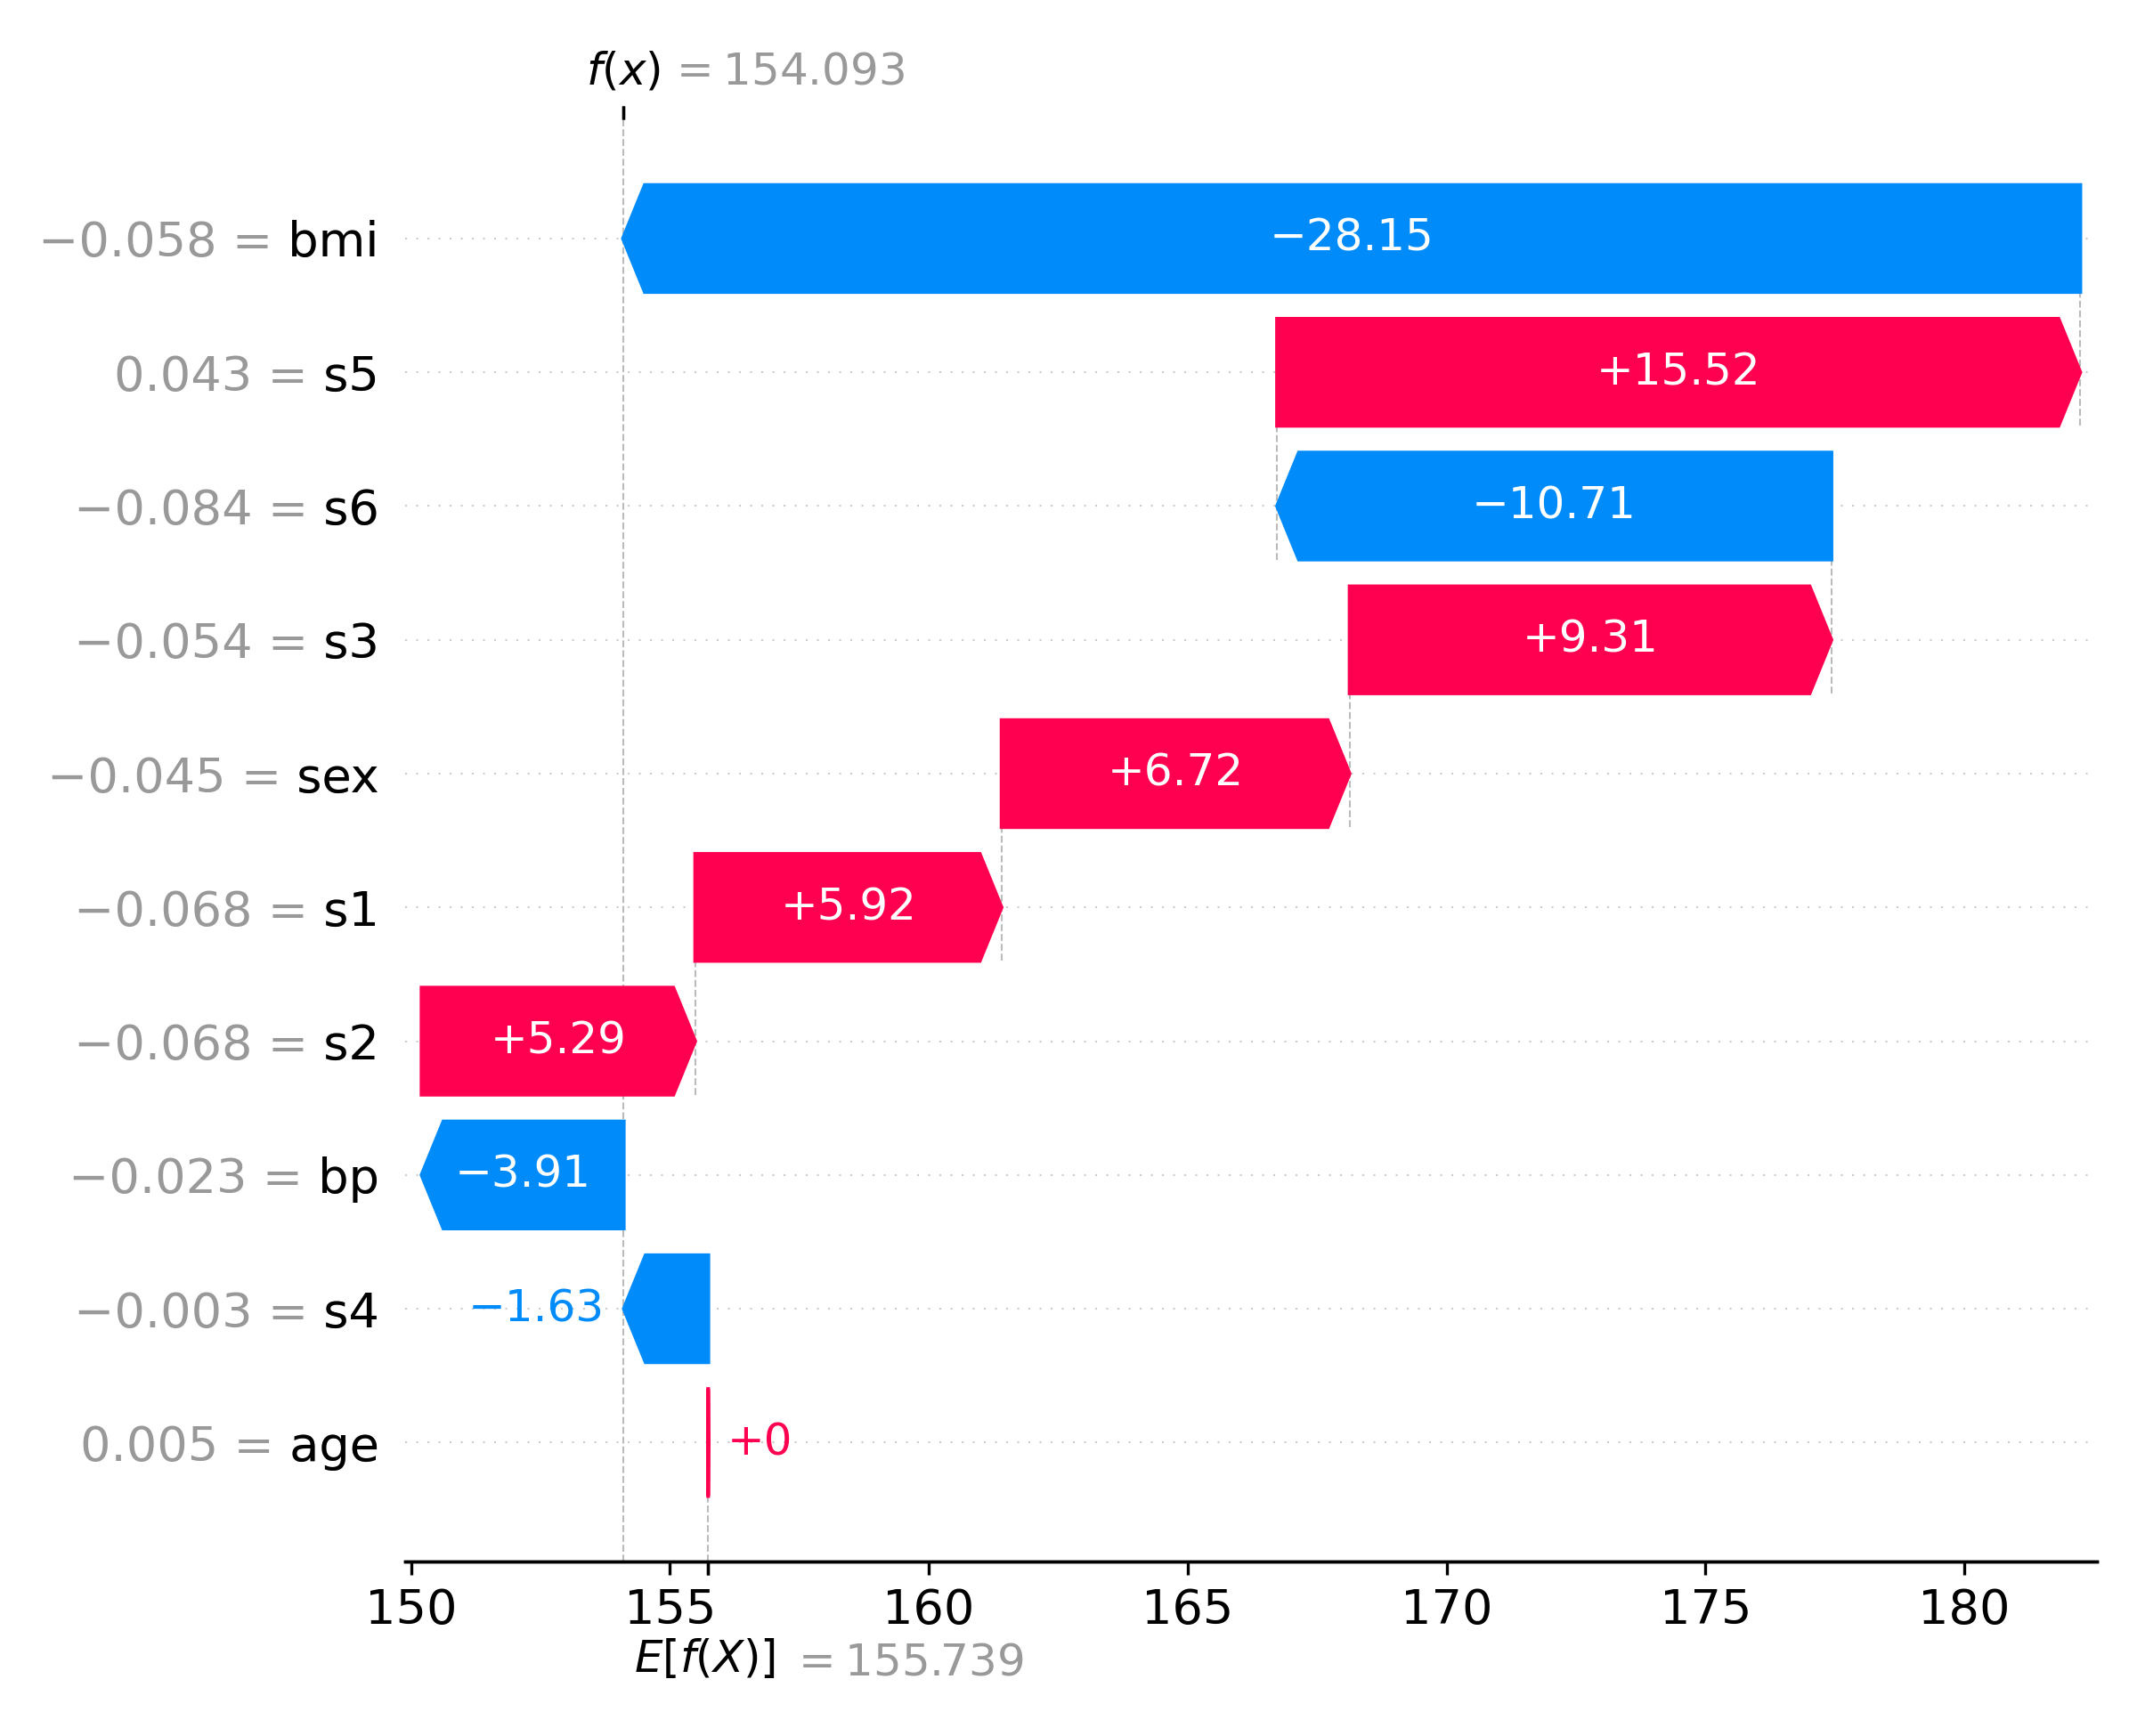 f(x) = 154.093
−0.058 = bmi −28.15
0.043 = s5 +15.52
−0.084 = s6 −10.71
−0.054 = s3 +9.31
−0.045 = sex +6.72
−0.068 = s1 +5.92
−0.068 = s2 +5.29
−0.023 = bp −3.91
−0.003 = s4 −1.63
0.005 = age +0
150 155 160 165 170 175 180
E[f(X)] = 155.739